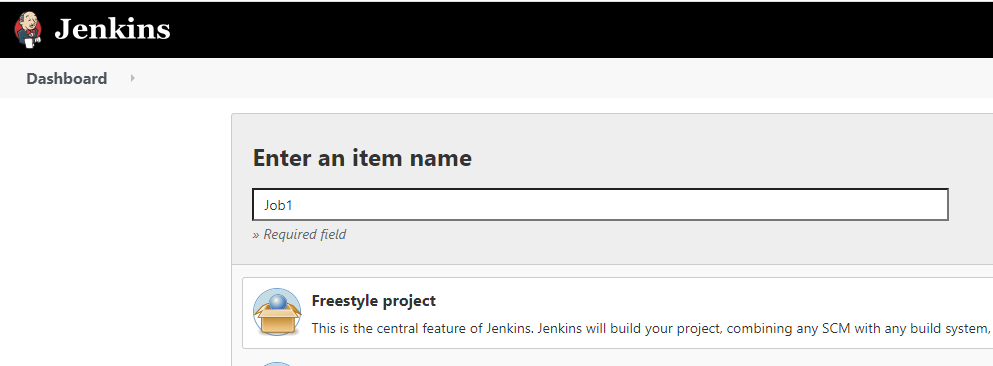 Jenkins
Dashboard
Enter an item name
Job1
» Required field
Freestyle project
This is the central feature of Jenkins. Jenkins will build your project, combining any SCM with any build system,